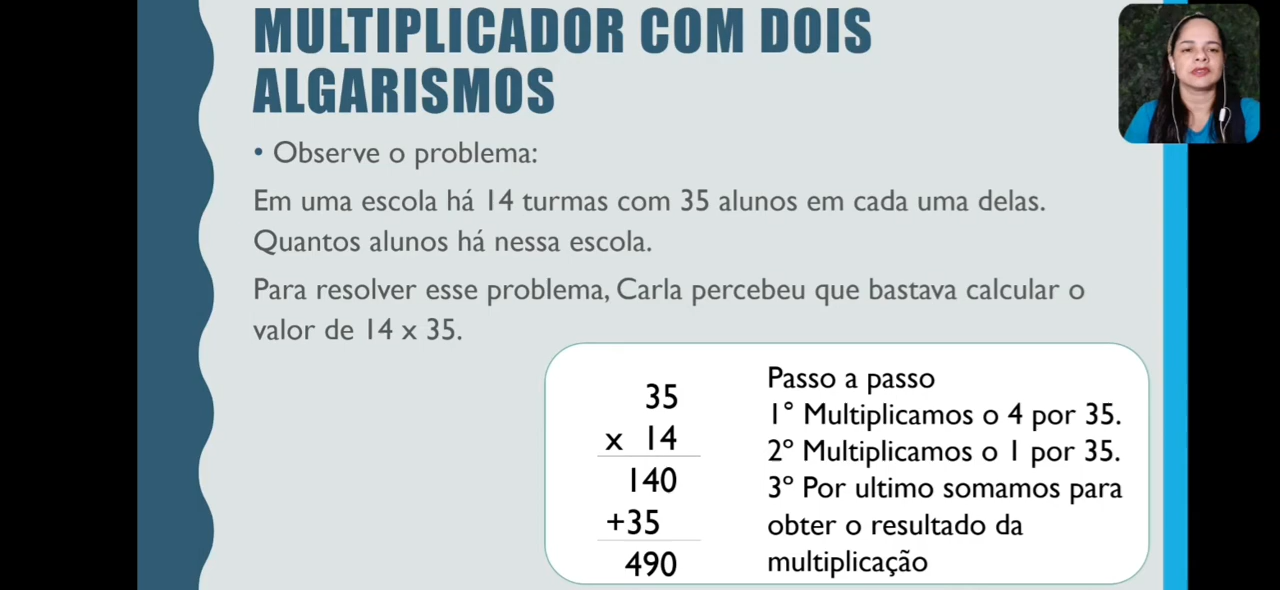 MULTIPLICADOR COM DOIS
ALGARISMOS
• Observe o problema:
Em uma escola há 14 turmas com 35 alunos em cada uma delas.
Quantos alunos há nessa escola.
Para resolver esse problema, Carla percebeu que bastava calcular o
valor de 14 x 35.
35
x 14
140
+35
490
Passo a passo
1° Multiplicamos o 4 por 35.
2º Multiplicamos o 1 por 35.
3º Por ultimo somamos para
obter o resultado da
multiplicação